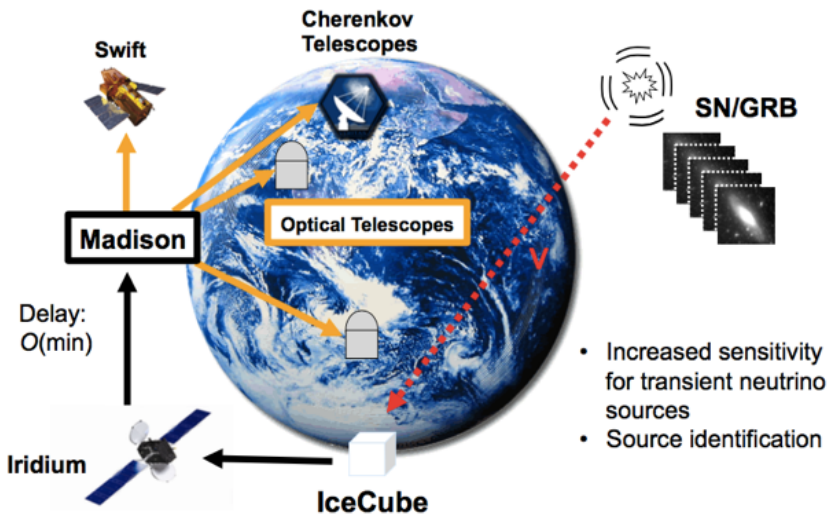 Cherenkov
Telescopes
Swift
SN/GRB
Madison
Optical Telescopes
ν
Delay:
O(min)
• Increased sensitivity
for transient neutrino
sources
• Source identification
Iridium
IceCube